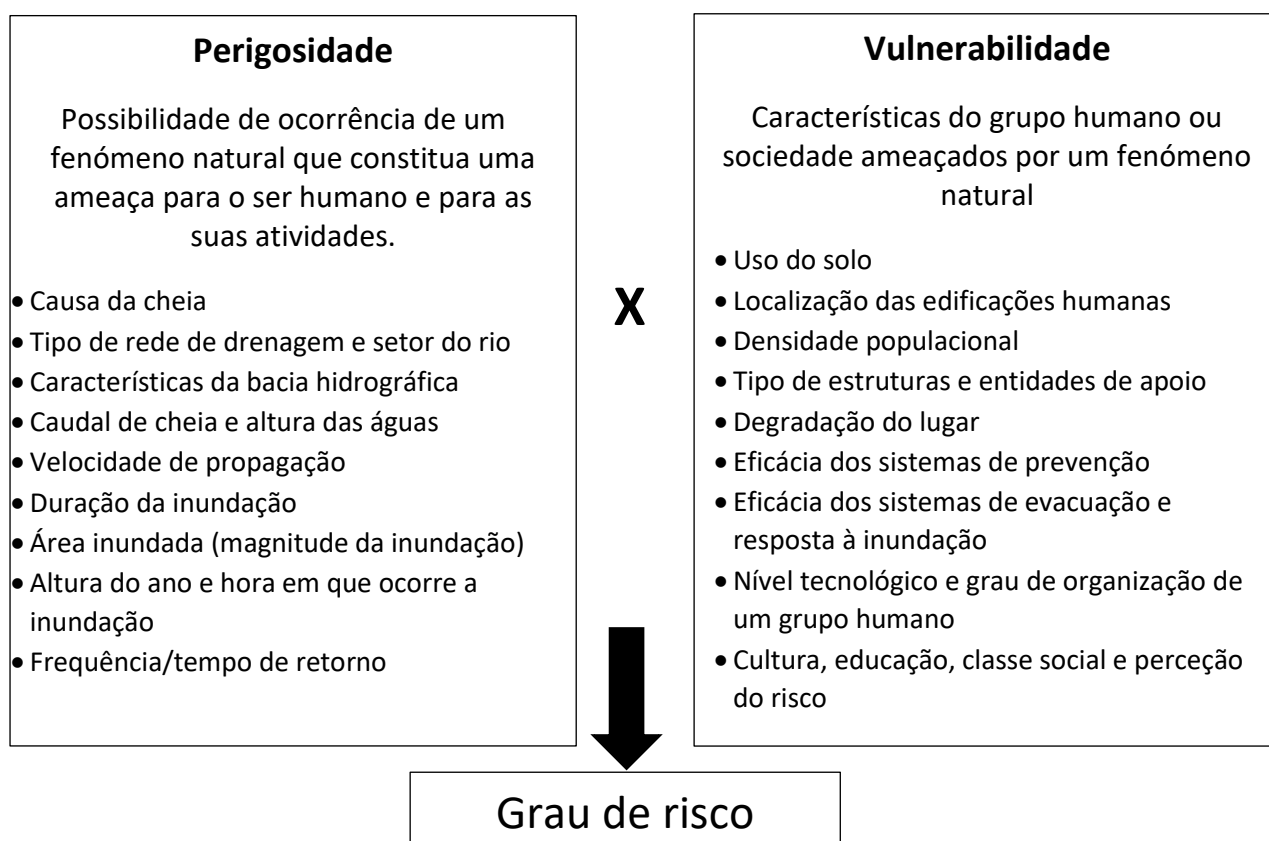 Perigosidade
Possibilidade de ocorrência de um
fenómeno natural que constitua uma
ameaça para o ser humano e para as
suas atividades.
• Causa da cheia
• Tipo de rede de drenagem e setor do rio
• Características da bacia hidrográfica
• Caudal de cheia e altura das águas
• Velocidade de propagação
• Duração da inundação
• Área inundada (magnitude da inundação)
• Altura do ano e hora em que ocorre a
inundação
• Frequência/tempo de retorno
X
Vulnerabilidade
Características do grupo humano ou
sociedade ameaçados por um fenómeno
natural
• Uso do solo
• Localização das edificações humanas
• Densidade populacional
• Tipo de estruturas e entidades de apoio
• Degradação do lugar
• Eficácia dos sistemas de prevenção
• Eficácia dos sistemas de evacuação e
resposta à inundação
• Nível tecnológico e grau de organização de
um grupo humano
• Cultura, educação, classe social e perceção
do risco
Grau de risco